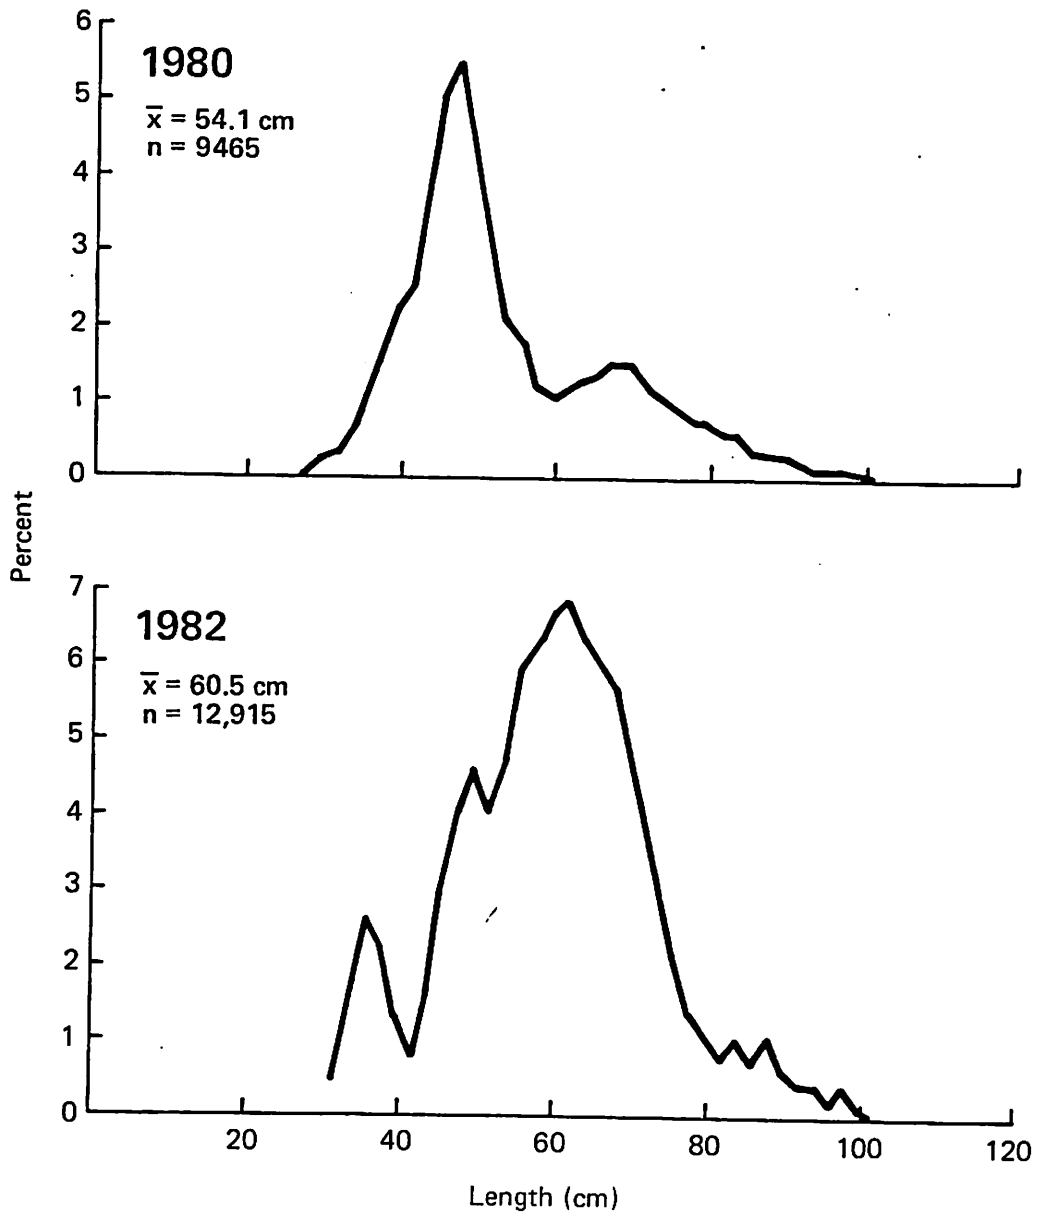 6
1980
5
x̄ = 54.1 cm
n = 9465
4
3
2
1
0
Percent
7
1982
6
x̄ = 60.5 cm
n = 12,915
5
4
3
2
1
0
20 40 60 80 100 120
Length (cm)